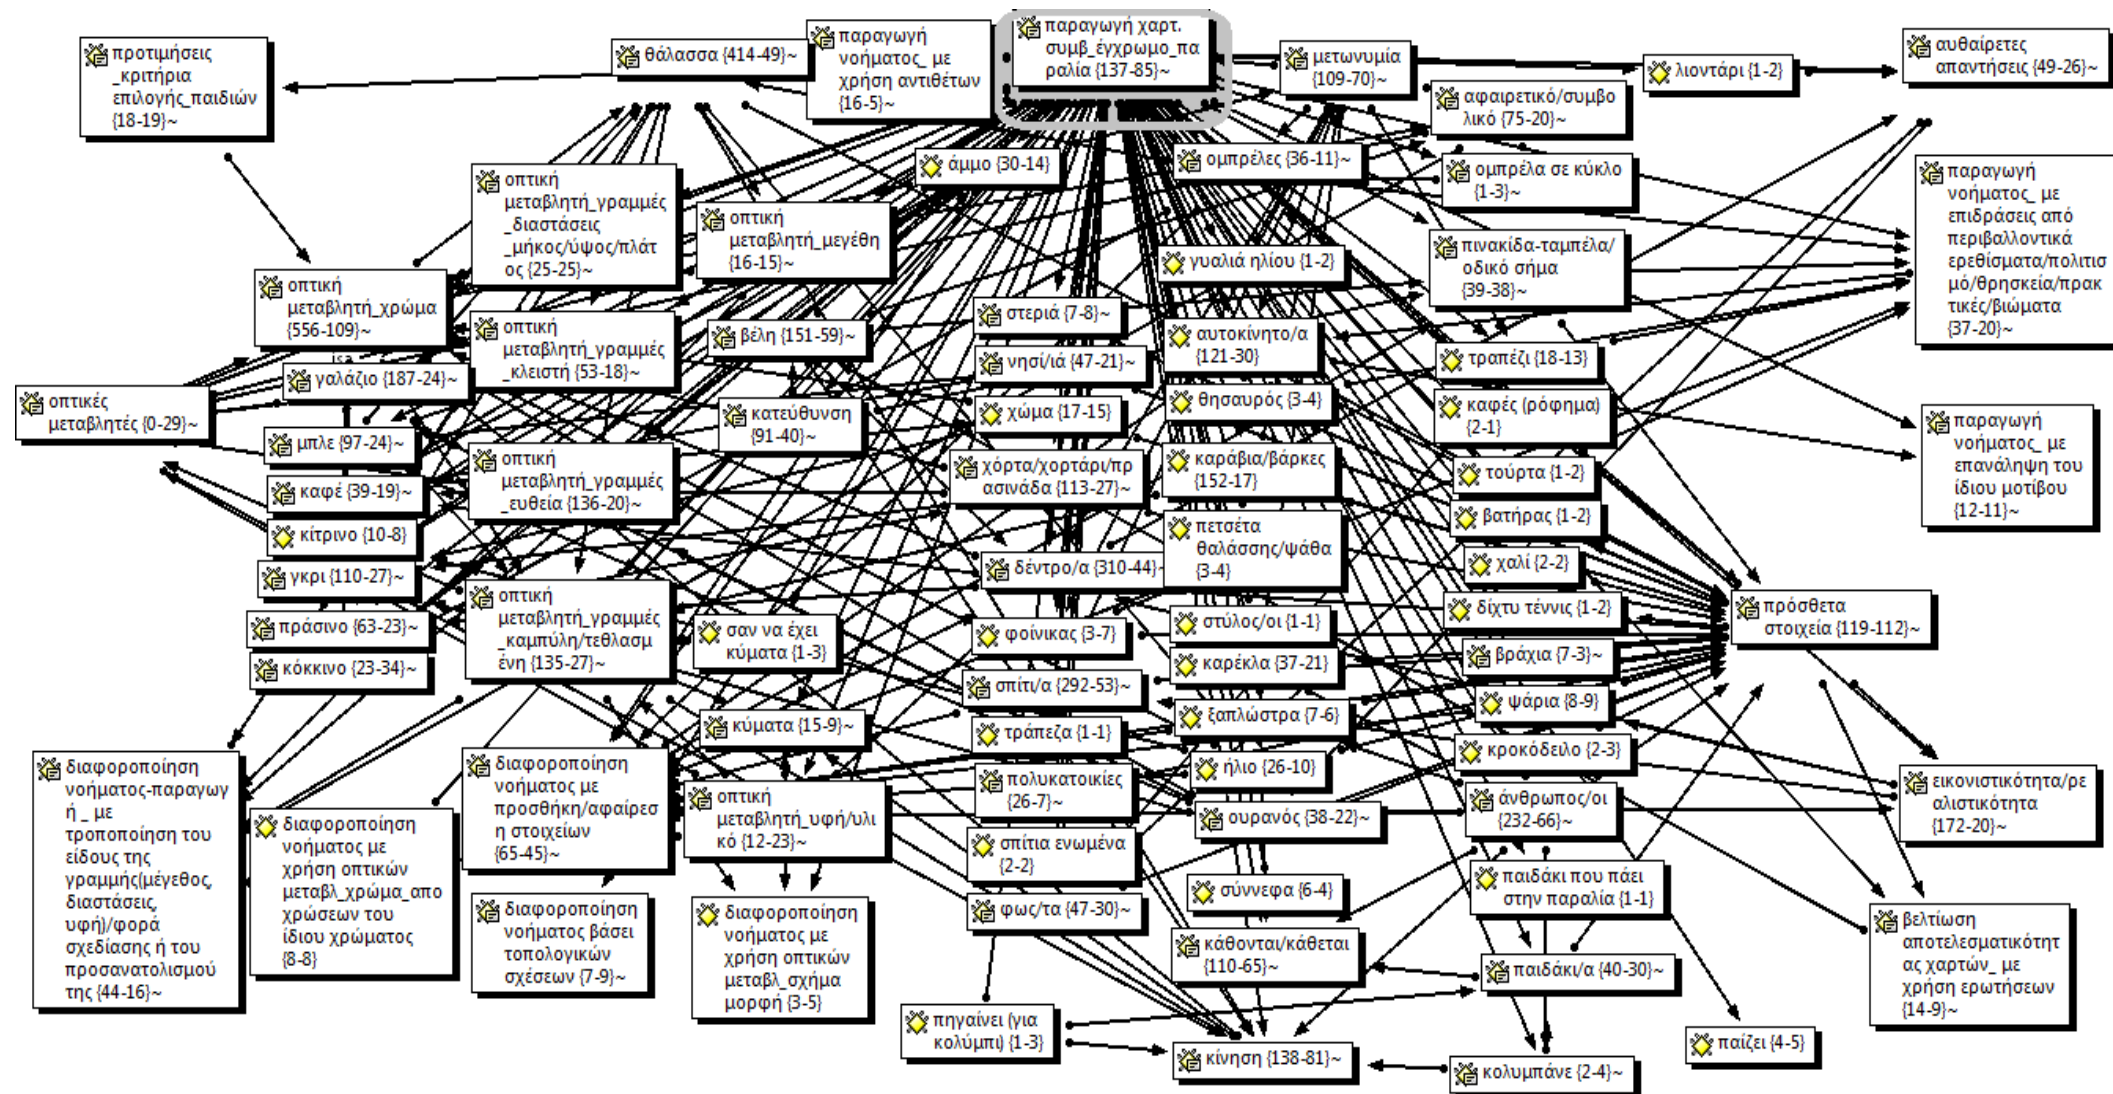 προτιμήσεις
_κριτήρια
επιλογής_παιδιών
{18-19}~
θάλασσα {414-49}~
παραγωγή
νοήματος_ με
χρήση αντιθέτων
{16-5}~
παραγωγή χαρτ.
συμβ_έγχρωμο_πα
ραλία {137-85}~
μετωνυμία
{109-70}~
λιοντάρι {1-2}
αυθαίρετες
απαντήσεις {49-26}~
αφαιρετικό/συμβο
λικό {75-20}~
οπτική
μεταβλητή_γραμμές
_διαστάσεις
_μήκος/ύψος/πλάτ
ος {25-25}~
άμμο {30-14}
ομπρέλες {36-11}~
ομπρέλα σε κύκλο
{1-3}~
παραγωγή
νοήματος_ με
επιδράσεις από
περιβαλλοντικά
ερεθίσματα/πολιτισ
μό/θρησκεία/πρακ
τικές/βιώματα
{37-20}~
οπτική
μεταβλητή_μεγέθη
{16-15}~
γυαλιά ηλίου {1-2}
πινακίδα-ταμπέλα/
οδικό σήμα
{39-38}~
οπτική
μεταβλητή_χρώμα
{556-109}~
isa
οπτική
μεταβλητή_γραμμές
_κλειστή {53-18}~
βέλη {151-59}~
στεριά {7-8}~
αυτοκίνητο/α
{121-30}
τραπέζι {18-13}
γαλάζιο {187-24}~
νησί/ιά {47-21}~
οπτικές
μεταβλητές {0-29}~
κατεύθυνση
{91-40}~
χώμα {17-15}
θησαυρός {3-4}~
καφές (ρόφημα)
{2-1}
παραγωγή
νοήματος_ με
επανάληψη του
ίδιου μοτίβου
{12-11}~
μπλε {97-24}~
οπτική
μεταβλητή_γραμμές
_ευθεία {136-20}~
χόρτα/χορτάρι/πρ
ασινάδα {113-27}~
καράβια/βάρκες
{152-17}~
τούρτα {1-2}
καφέ {39-19}~
βατήρας {1-2}
κίτρινο {10-8}
πετσέτα
θαλάσσης/ψάθα
{3-4}
γκρι {110-27}~
δέντρο/α {310-44}~
χαλί {2-2}
οπτική
μεταβλητή_γραμμές
_καμπύλη/τεθλασμ
ένη {135-27}~
δίχτυ τέννις {1-2}
πρόσθετα
στοιχεία {119-112}~
πράσινο {63-23}~
σαν να έχει
κύματα {1-3}
φοίνικας {3-7}
στύλος/οι {1-1}
κόκκινο {23-34}~
καρέκλα {37-21}
βράχια {7-3}~
σπίτι/α {292-53}~
ψάρια {8-9}
κύματα {15-9}~
τράπεζα {1-1}
ξαπλώστρα {7-6}
κροκόδειλο {2-3}
διαφοροποίηση
νοήματος-παραγωγ
ή _ με
τροποποίηση του
είδους της
γραμμής(μέγεθος,
διαστάσεις,
υφή)/φορά
σχεδίασης ή του
προσανατολισμού
της {44-16}~
διαφοροποίηση
νοήματος με
χρήση οπτικών
μεταβλ_χρώμα_απο
χρώσεων του
ίδιου χρώματος
{8-8}
διαφοροποίηση
νοήματος με
προσθήκη/αφαίρεσ
η στοιχείων
{65-45}~
οπτική
μεταβλητή_υφή/υλι
κό {12-23}~
πολυκατοικίες
{26-7}~
ήλιο {26-10}
ουρανός {38-22}~
άνθρωπος/οι
{232-66}~
εικονιστικότητα/ρε
αλιστικότητα
{172-20}~
σπίτια ενωμένα
{2-2}~
σύννεφα {6-4}
παιδάκι που πάει
στην παραλία {1-1}
διαφοροποίηση
νοήματος βάσει
τοπολογικών
σχέσεων {7-9}~
διαφοροποίηση
νοήματος με
χρήση οπτικών
μεταβλ_σχήμα
μορφή {3-5}
φως/τα {47-30}~
κάθονται/κάθεται
{110-65}~
παιδάκι/α {40-30}~
βελτίωση
αποτελεσματικότητ
ας χαρτών_ με
χρήση ερωτήσεων
{14-9}~
πηγαίνει (για
κολύμπι) {1-3}
κίνηση {138-81}~
κολυμπάνε {2-4}~
παίζει {4-5}